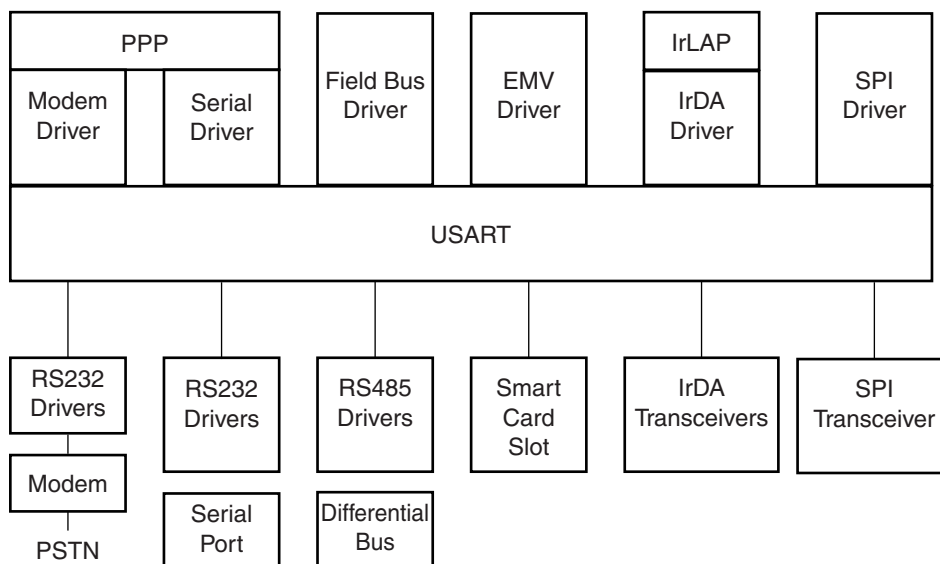 PPP
Modem
Driver
Serial
Driver
Field Bus
Driver
EMV
Driver
IrLAP
IrDA
Driver
SPI
Driver
USART
RS232
Drivers
Modem
PSTN
RS232
Drivers
Serial
Port
RS485
Drivers
Differential
Bus
Smart
Card
Slot
IrDA
Transceivers
SPI
Transceiver